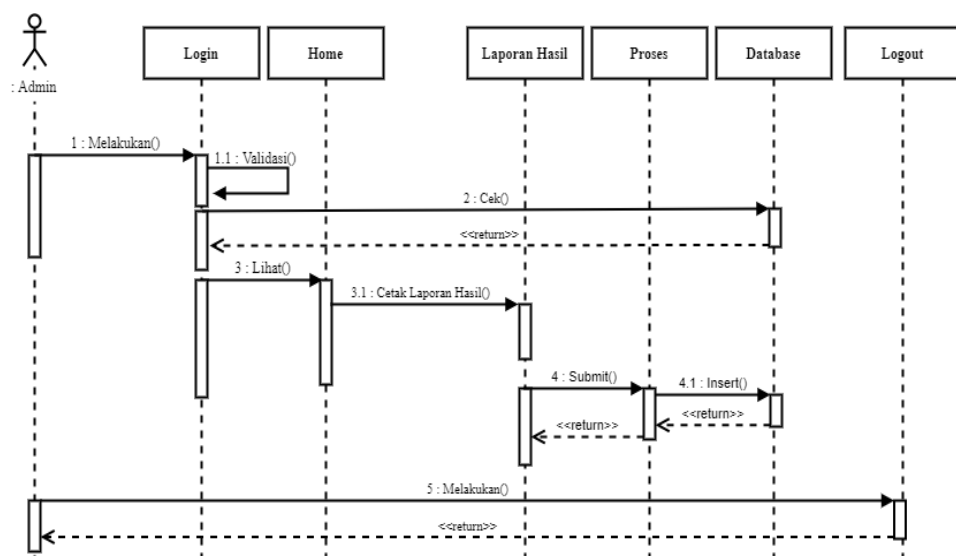 Login
Home
Laporan Hasil
Proses
Database
Logout
: Admin
1 : Melakukan()
1.1 : Validasi()
2 : Cek()
<<return>>
3 : Lihat()
3.1 : Cetak Laporan Hasil()
4 : Submit()
4.1 : Insert()
<<return>>
<<return>>
5 : Melakukan()
<<return>>